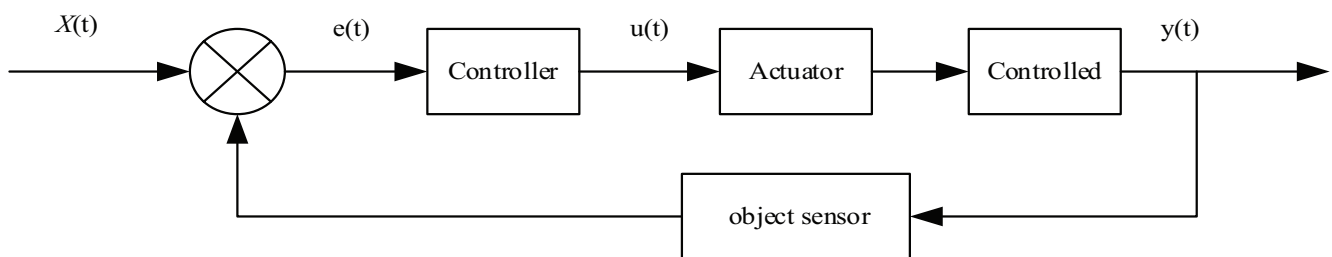 X(t)
e(t)
u(t)
y(t)
Controller
Actuator
Controlled
object sensor